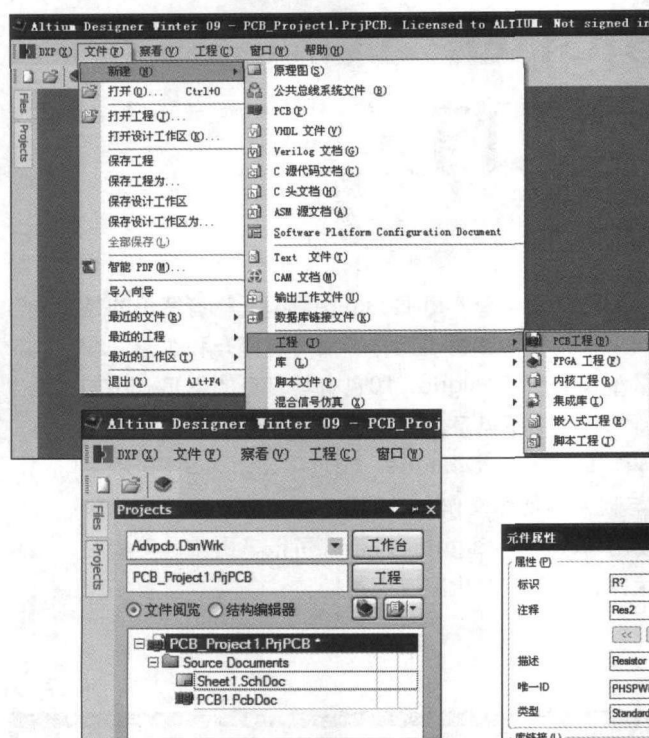 Altium Designer Winter 09 - PCB_Project1.PrjPCB. Licensed to ALTIUM. Not signed in
DXP (X) 文件(F) 察看(V) 工程(C) 窗口(W) 帮助(H)
Files
Projects
新建 (N)
打开(O)... Ctrl+O
打开工程(J)...
打开设计工作区(K)...
保存工程
保存工程为...
保存设计工作区
保存设计工作区为...
全部保存(L)
智能 PDF(M)...
导入向导
最近的文件(R)
最近的工程
最近的工作区(T)
退出(X) Alt+F4
原理图(S)
公共总线系统文件 (B)
PCB(P)
VHDL 文件(V)
Verilog 文档(G)
C 源代码文档(C)
C 头文档(H)
ASM 源文档(A)
Software Platform Configuration Document
Text 文件(T)
CAM 文档(M)
输出工作文件(U)
数据库链接文件(K)
工程 (J)
库 (L)
脚本文件(P)
混合信号仿真 (X)
PCB工程(B)
FPGA 工程(F)
内核工程(R)
集成库(I)
嵌入式工程(E)
脚本工程(T)
Altium Designer Winter 09 - PCB_Proj
DXP (X) 文件(F) 察看(V) 工程(C) 窗口(W)
Files
Projects
Projects
Advpcb.DsnWrk 工作台
PCB_Project1.PrjPCB 工程
文件阅览 结构编辑器
PCB_Project1.PrjPCB *
Source Documents
Sheet1.SchDoc
PCB1.PcbDoc
元件属性
属性(P)
标识 R?
注释 Res2
<<
描述 Resistor
唯一ID
类型 Standard
库链接(L)